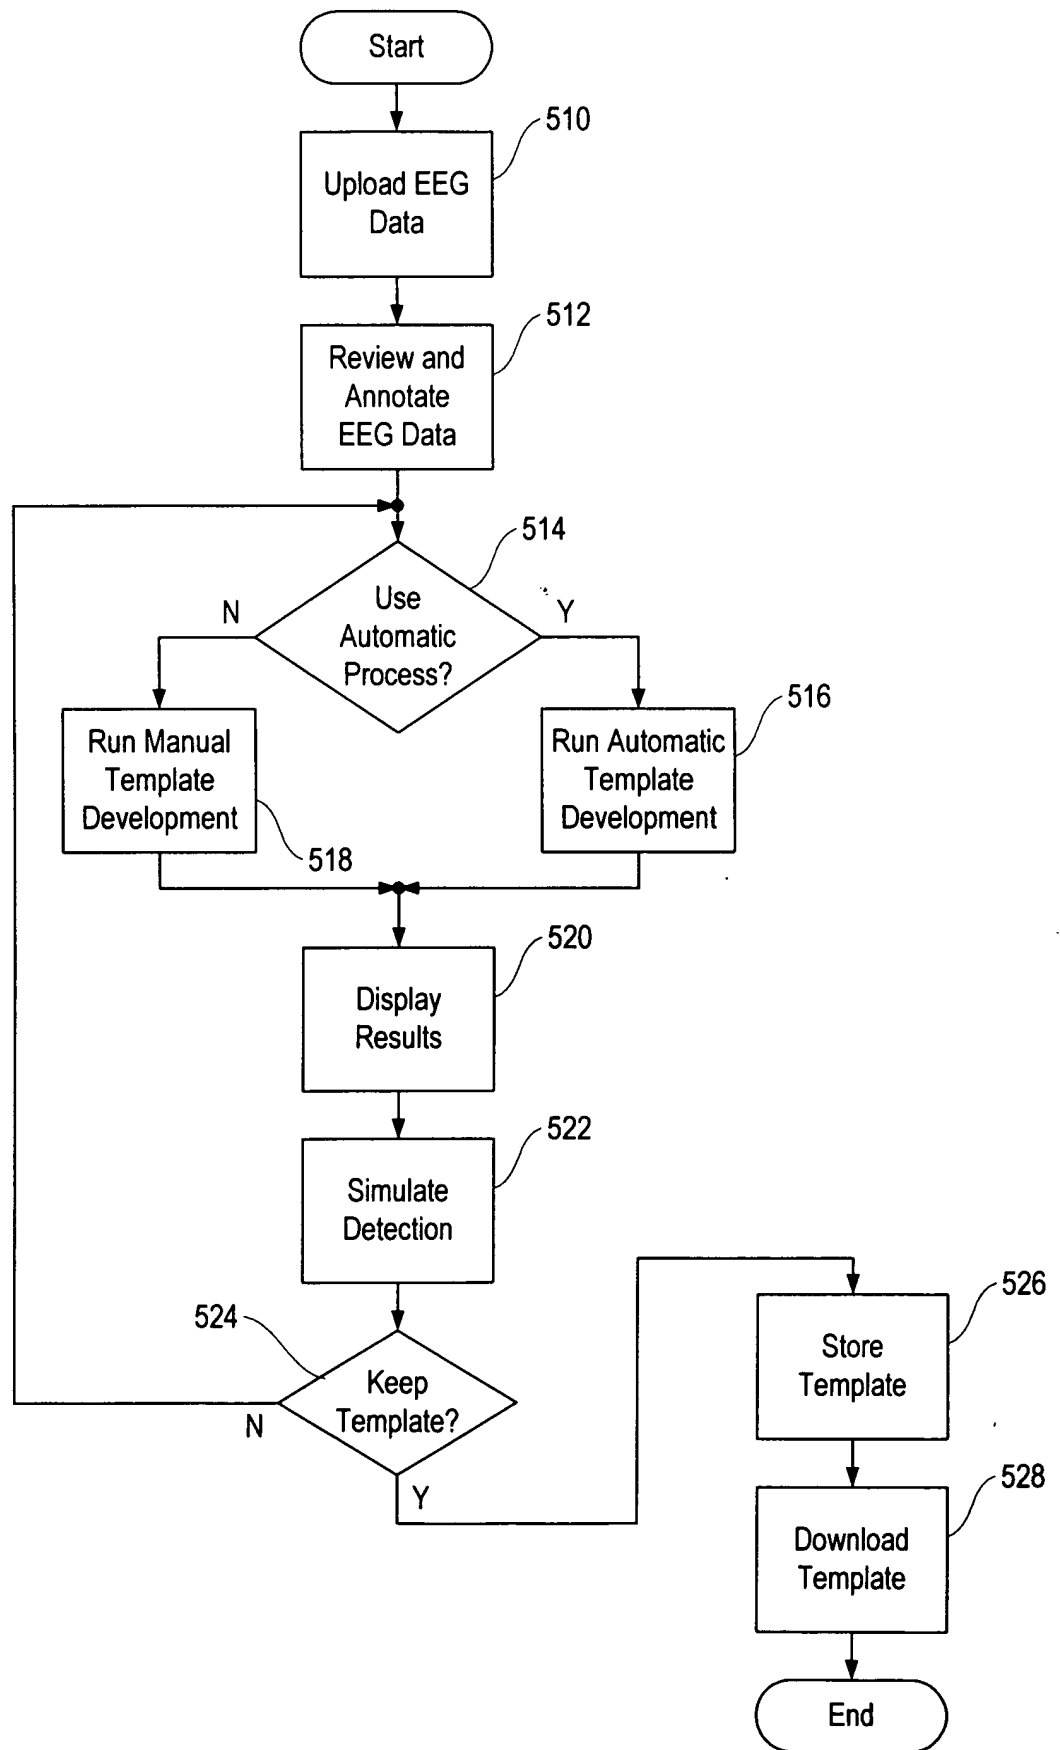 Start
510
Upload EEG
Data
512
Review and
Annotate
EEG Data
514
Use
Automatic
Process?
N
Y
516
Run Manual
Template
Development
Run Automatic
Template
Development
518
520
Display
Results
522
Simulate
Detection
524
Keep
Template?
N
Y
526
Store
Template
528
Download
Template
End